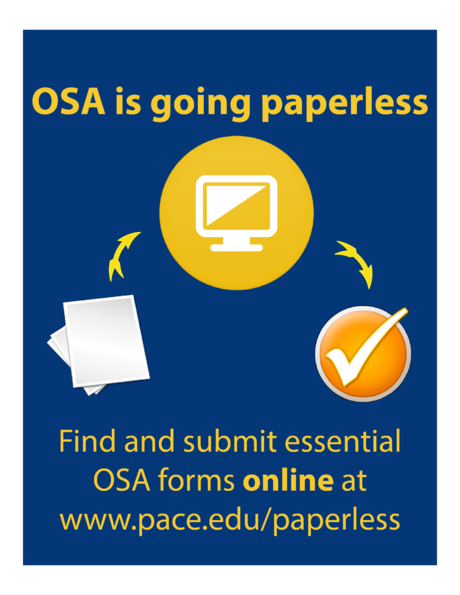 OSA is going paperless
Find and submit essential
OSA forms online at
www.pace.edu/paperless